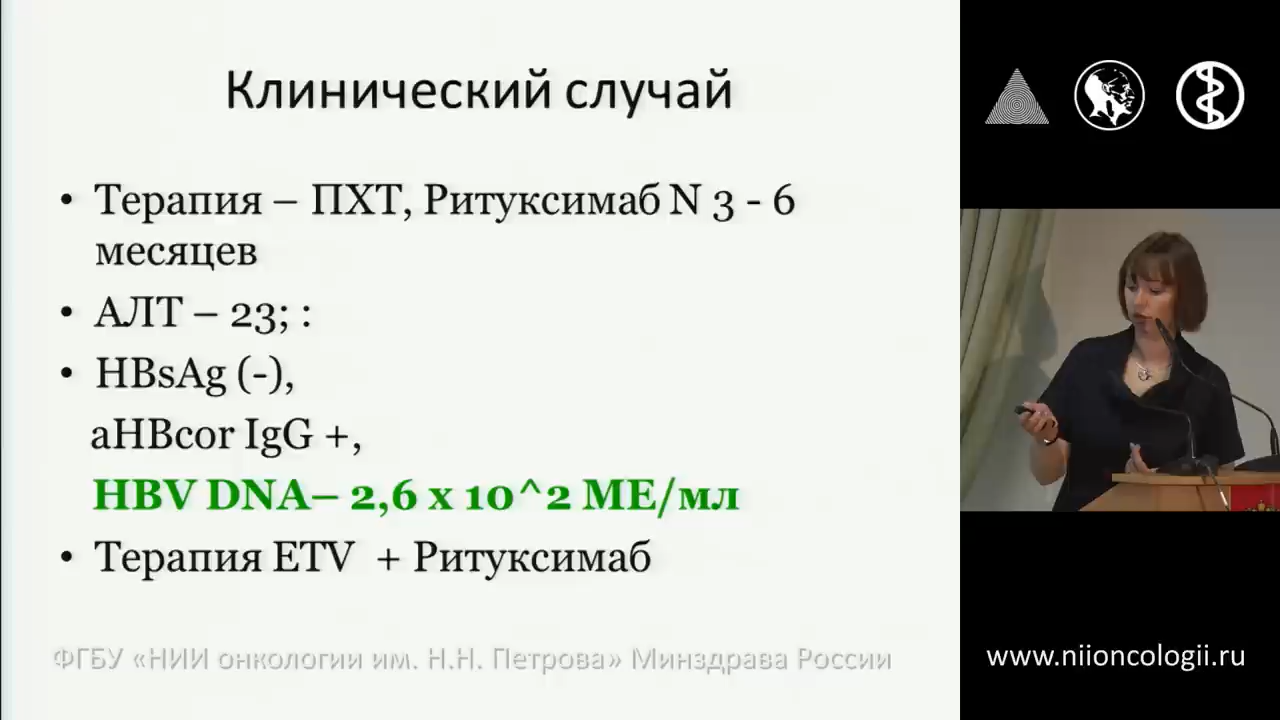 Клинический случай
• Терапия – ПХТ, Ритуксимаб N 3 - 6
месяцев
• АЛТ – 23; :
• HBsAg (-),
aHBcor IgG +,
HBV DNA– 2,6 x 10^2 МЕ/мл
• Терапия ETV + Ритуксимаб
ФГБУ «НИИ онкологии им. Н.Н. Петрова» Минздрава России
www.niioncologii.ru